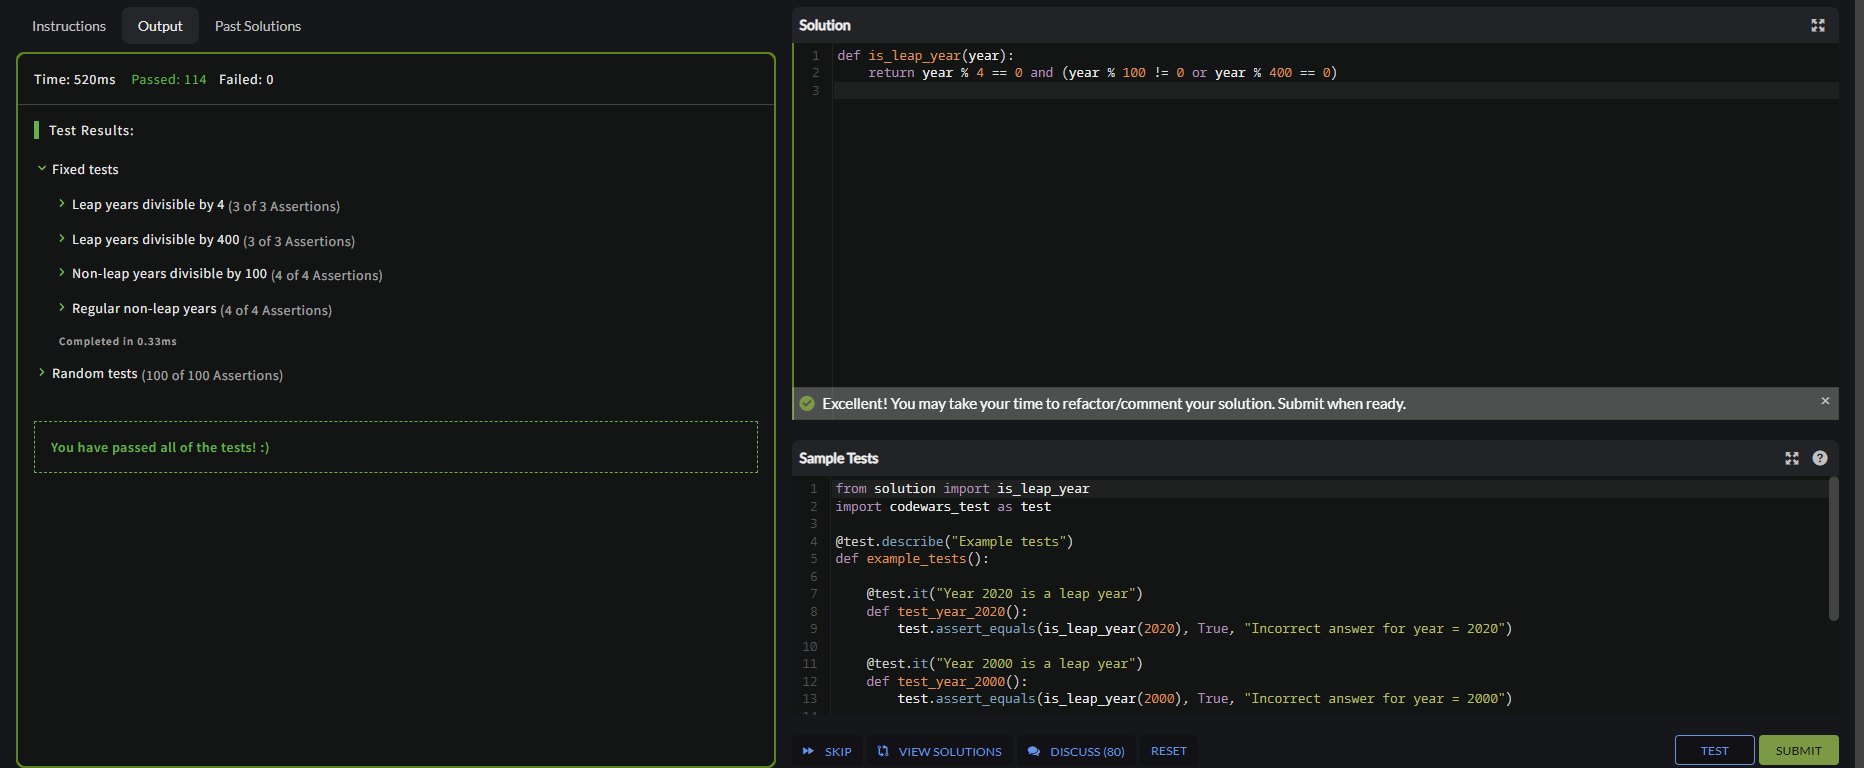 Instructions Output Past Solutions
Time: 520ms Passed: 114 Failed: 0
Test Results:
Fixed tests
Leap years divisible by 4 (3 of 3 Assertions)
Leap years divisible by 400 (3 of 3 Assertions)
Non-leap years divisible by 100 (4 of 4 Assertions)
Regular non-leap years (4 of 4 Assertions)
Completed in 0.33ms
Random tests (100 of 100 Assertions)
You have passed all of the tests! :)
Solution
1 def is_leap_year(year):
2     return year % 4 == 0 and (year % 100 != 0 or year % 400 == 0)
3
Excellent! You may take your time to refactor/comment your solution. Submit when ready.
Sample Tests
1 from solution import is_leap_year
2 import codewars_test as test
3
4 @test.describe("Example tests")
5 def example_tests():
6
7     @test.it("Year 2020 is a leap year")
8     def test_year_2020():
9         test.assert_equals(is_leap_year(2020), True, "Incorrect answer for year = 2020")
10
11     @test.it("Year 2000 is a leap year")
12     def test_year_2000():
13         test.assert_equals(is_leap_year(2000), True, "Incorrect answer for year = 2000")
SKIP VIEW SOLUTIONS DISCUSS (80) RESET TEST SUBMIT